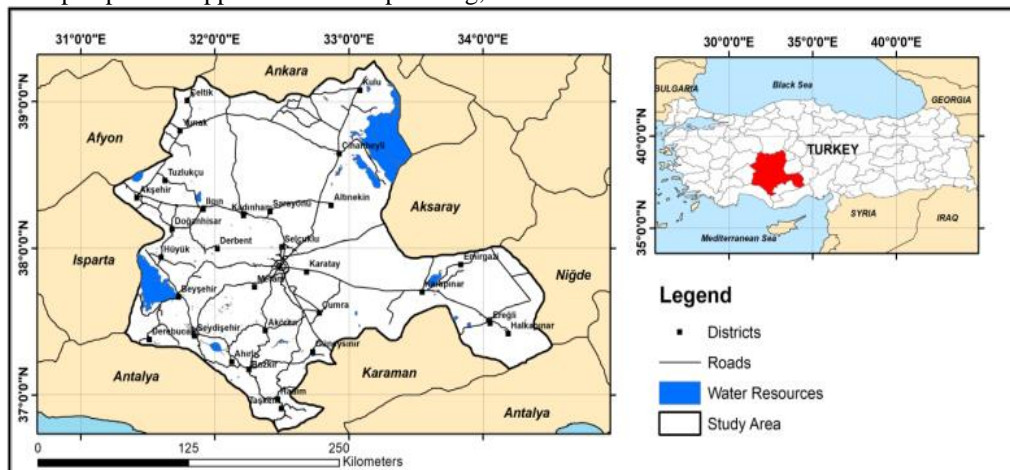 31°0'0"E 32°0'0"E 33°0'0"E 34°0'0"E
39°0'0"N
38°0'0"N
37°0'0"N
Ankara
Kulu
Çeltik
Afyon
Yunak
Cihanbeyli
Tuzlukçu
Akşehir
Ilgın
Kadınhanı
Sarayönü
Altınekin
Aksaray
Doğanhisar
Derbent
Selçuklu
Hüyük
Isparta
Karatay
Emirgazi
Niğde
Meram
Karapınar
Beyşehir
Çumra
Ereğli
Halkapınar
Derebucak
Seydişehir
Akören
Güneysınır
Ahırlı
Bozkır
Antalya
Karaman
Hadim
Taşkent
Antalya
0 125 250
Kilometers
30°0'0"E 35°0'0"E 40°0'0"E
40°0'0"N
35°0'0"N
BULGARIA
Black Sea
GEORGIA
TURKEY
SYRIA
IRAQ
Mediterranean Sea
Legend
Districts
Roads
Water Resources
Study Area